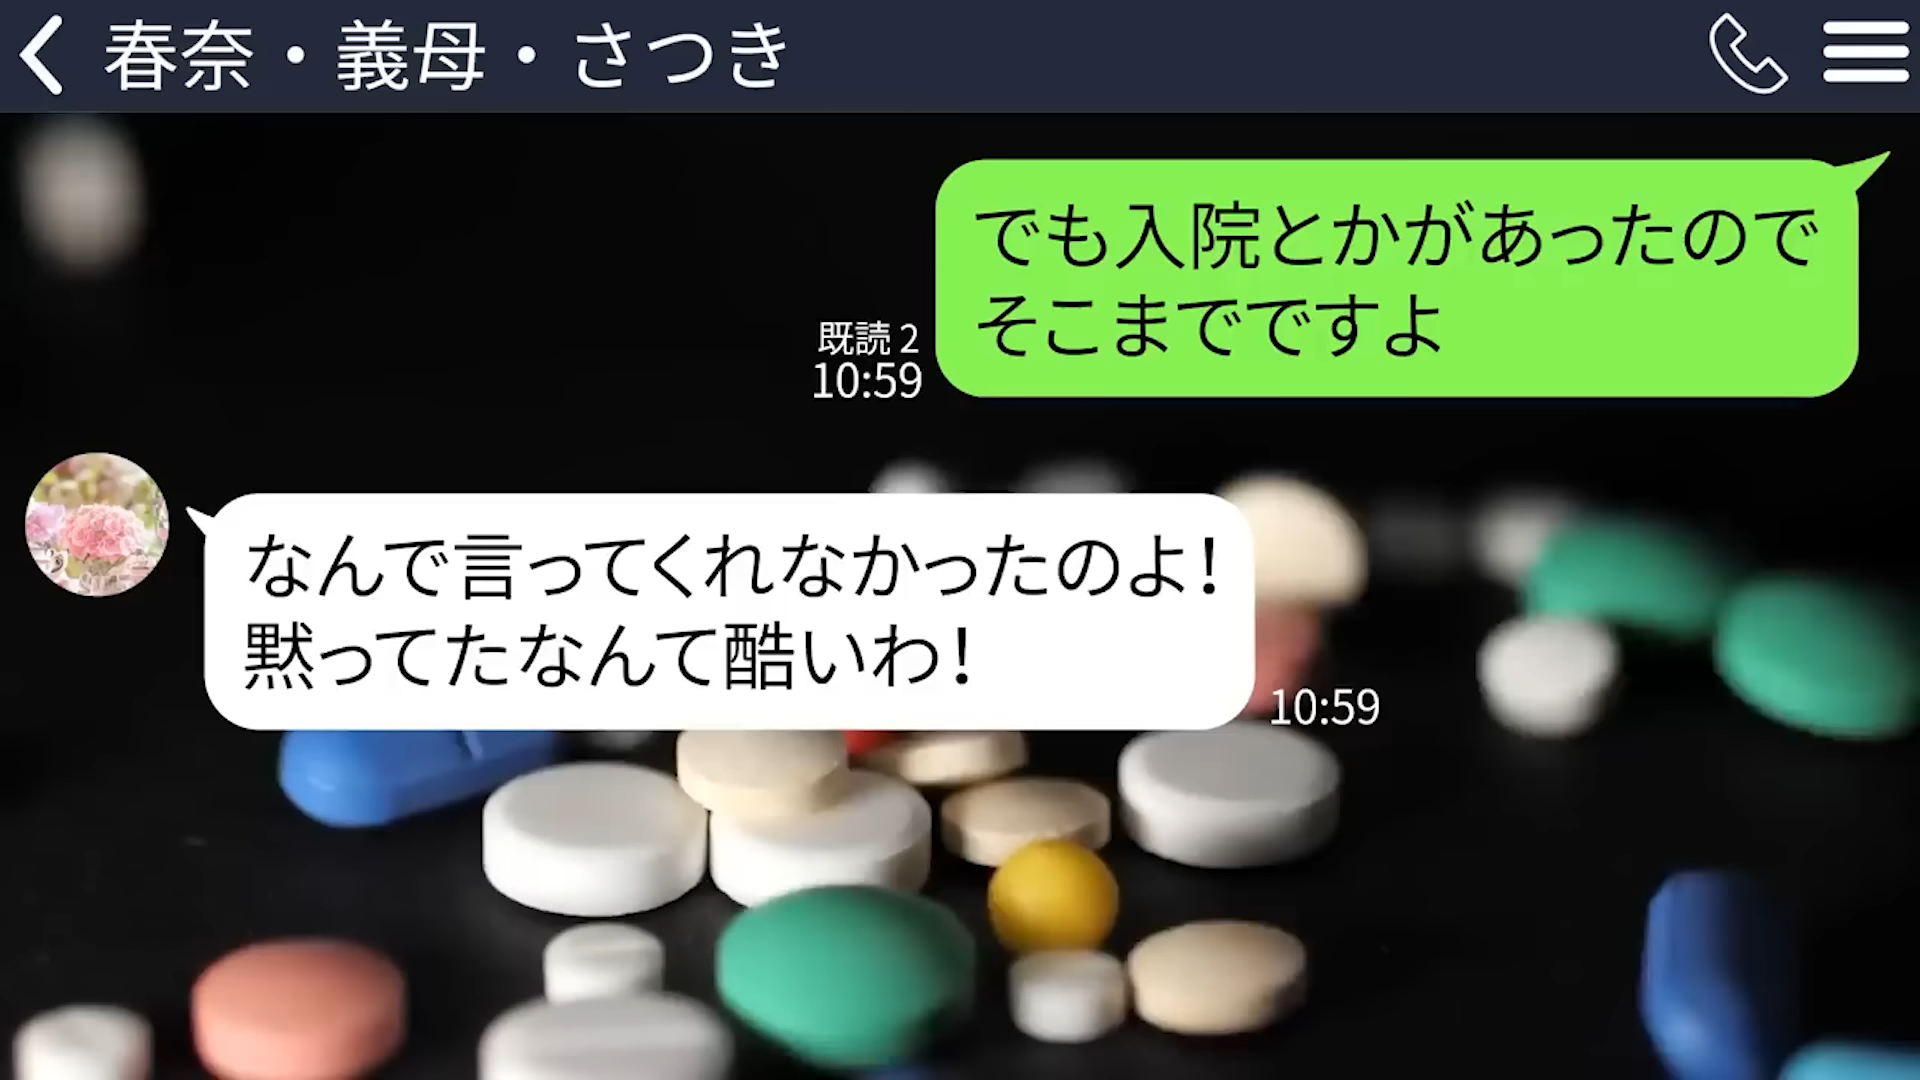 春奈・義母・さつき
でも入院とかがあったので
そこまでですよ
既読 2
10:59
なんで言ってくれなかったのよ！
黙ってたなんて酷いわ！
10:59